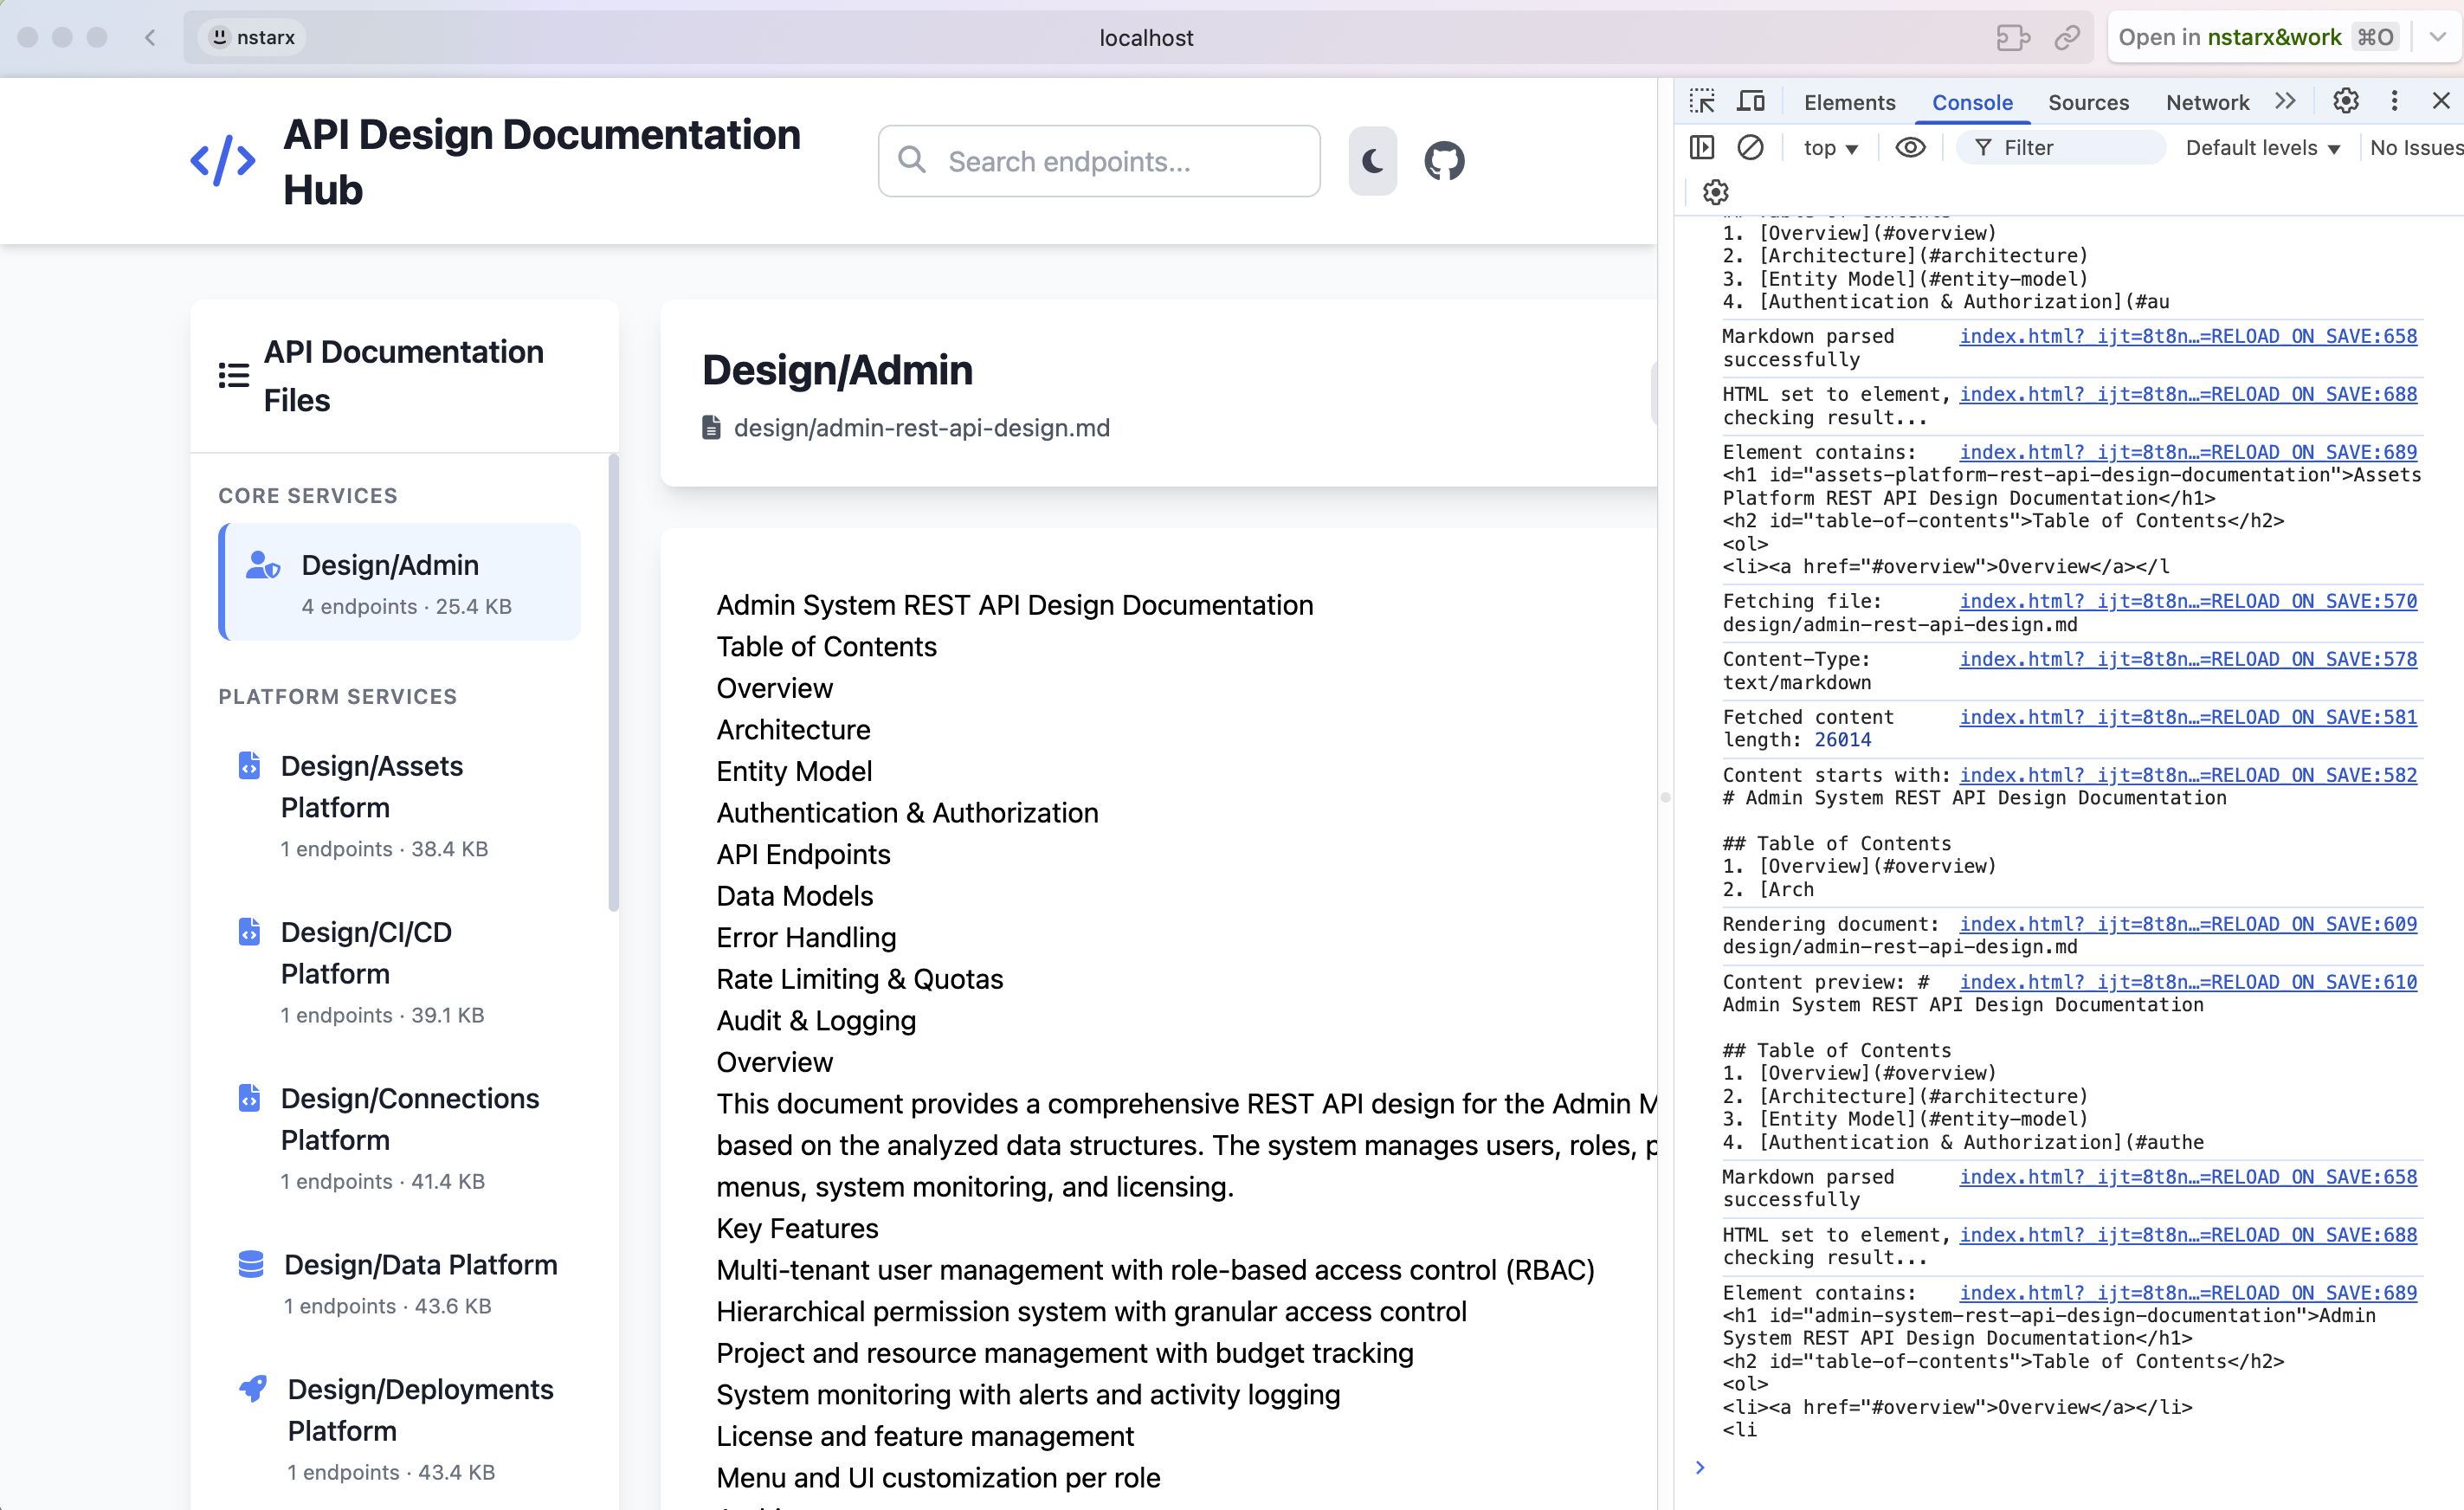 nstarx
localhost
Open in nstarx&work ⌘O
API Design Documentation
Hub
Search endpoints...
API Documentation
Files
CORE SERVICES
Design/Admin
4 endpoints · 25.4 KB
PLATFORM SERVICES
Design/Assets
Platform
1 endpoints · 38.4 KB
Design/CI/CD
Platform
1 endpoints · 39.1 KB
Design/Connections
Platform
1 endpoints · 41.4 KB
Design/Data Platform
1 endpoints · 43.6 KB
Design/Deployments
Platform
1 endpoints · 43.4 KB
Design/Admin
design/admin-rest-api-design.md
Admin System REST API Design Documentation
Table of Contents
Overview
Architecture
Entity Model
Authentication & Authorization
API Endpoints
Data Models
Error Handling
Rate Limiting & Quotas
Audit & Logging
Overview
This document provides a comprehensive REST API design for the Admin M
based on the analyzed data structures. The system manages users, roles, p
menus, system monitoring, and licensing.
Key Features
Multi-tenant user management with role-based access control (RBAC)
Hierarchical permission system with granular access control
Project and resource management with budget tracking
System monitoring with alerts and activity logging
License and feature management
Menu and UI customization per role
Elements Console Sources Network
top Filter Default levels No Issues
1. [Overview](#overview)
2. [Architecture](#architecture)
3. [Entity Model](#entity-model)
4. [Authentication & Authorization](#au
Markdown parsed index.html?_ijt=8t8n…=RELOAD_ON_SAVE:658
successfully
HTML set to element, index.html?_ijt=8t8n…=RELOAD_ON_SAVE:688
checking result...
Element contains: index.html?_ijt=8t8n…=RELOAD_ON_SAVE:689
<h1 id="assets-platform-rest-api-design-documentation">Assets
Platform REST API Design Documentation</h1>
<h2 id="table-of-contents">Table of Contents</h2>
<ol>
<li><a href="#overview">Overview</a></l
Fetching file: index.html?_ijt=8t8n…=RELOAD_ON_SAVE:570
design/admin-rest-api-design.md
Content-Type: index.html?_ijt=8t8n…=RELOAD_ON_SAVE:578
text/markdown
Fetched content index.html?_ijt=8t8n…=RELOAD_ON_SAVE:581
length: 26014
Content starts with: index.html?_ijt=8t8n…=RELOAD_ON_SAVE:582
# Admin System REST API Design Documentation
## Table of Contents
1. [Overview](#overview)
2. [Arch
Rendering document: index.html?_ijt=8t8n…=RELOAD_ON_SAVE:609
design/admin-rest-api-design.md
Content preview: # index.html?_ijt=8t8n…=RELOAD_ON_SAVE:610
Admin System REST API Design Documentation
## Table of Contents
1. [Overview](#overview)
2. [Architecture](#architecture)
3. [Entity Model](#entity-model)
4. [Authentication & Authorization](#authe
Markdown parsed index.html?_ijt=8t8n…=RELOAD_ON_SAVE:658
successfully
HTML set to element, index.html?_ijt=8t8n…=RELOAD_ON_SAVE:688
checking result...
Element contains: index.html?_ijt=8t8n…=RELOAD_ON_SAVE:689
<h1 id="admin-system-rest-api-design-documentation">Admin
System REST API Design Documentation</h1>
<h2 id="table-of-contents">Table of Contents</h2>
<ol>
<li><a href="#overview">Overview</a></li>
<li